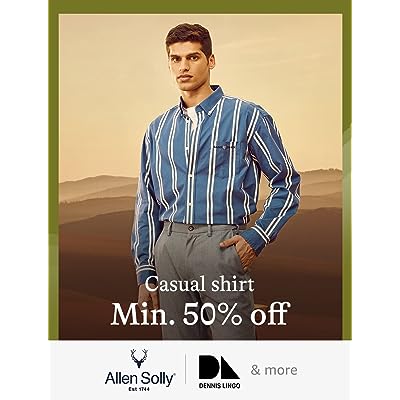 Casual shirt
Min. 50% off
Allen Solly
Est 1744
DENNIS LINGO
& more